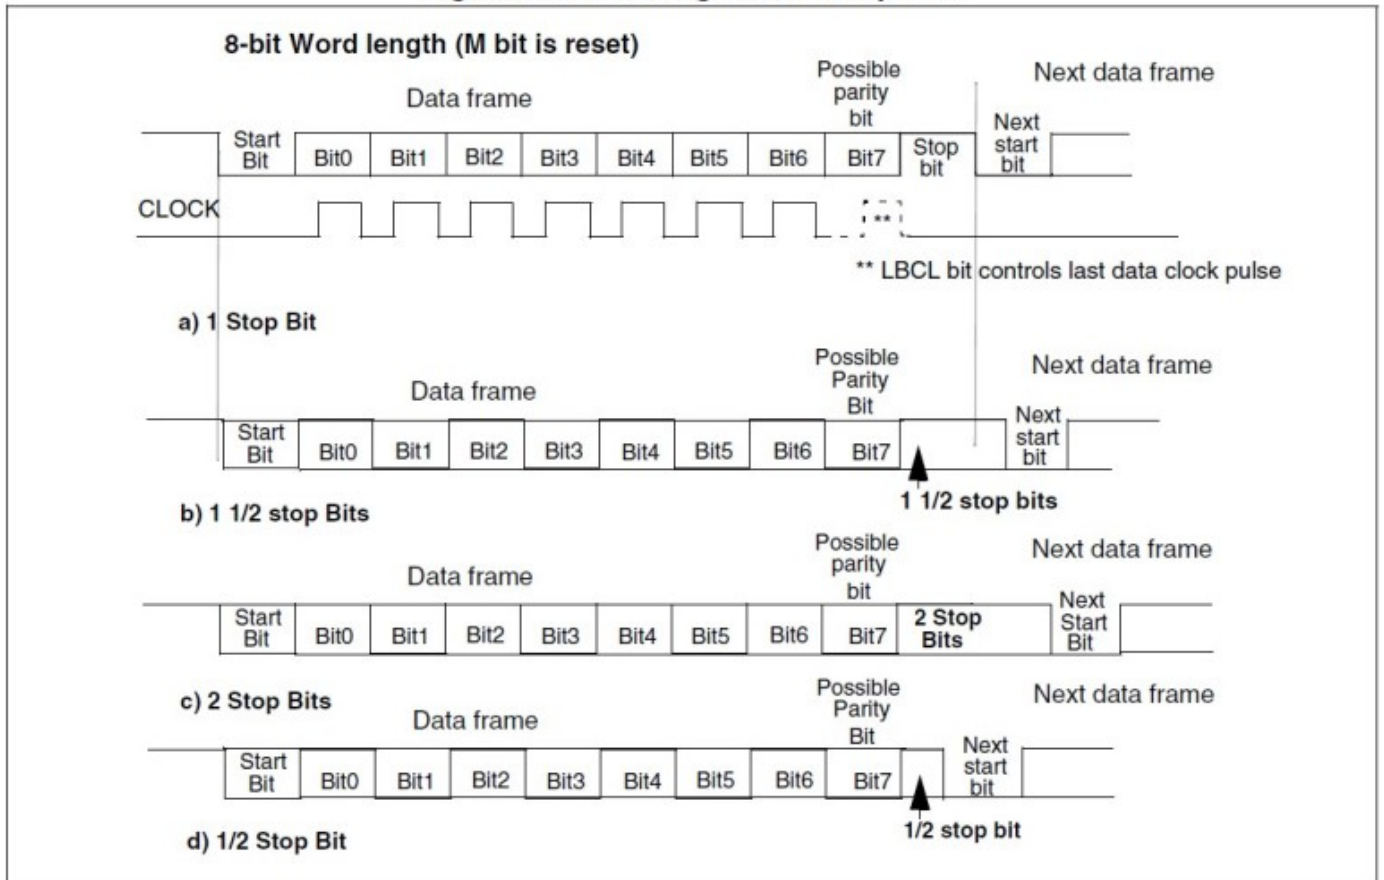 8-bit Word length (M bit is reset)
Possible
parity
bit
Next data frame
Data frame
Start
Bit
Bit0
Bit1
Bit2
Bit3
Bit4
Bit5
Bit6
Bit7
Stop
bit
Next
start
bit
CLOCK
**
** LBCL bit controls last data clock pulse
a) 1 Stop Bit
Possible
Parity
Bit
Next data frame
Data frame
Start
Bit
Bit0
Bit1
Bit2
Bit3
Bit4
Bit5
Bit6
Bit7
Next
start
bit
1 1/2 stop bits
b) 1 1/2 stop Bits
Possible
parity
bit
Next data frame
Data frame
Start
Bit
Bit0
Bit1
Bit2
Bit3
Bit4
Bit5
Bit6
Bit7
2 Stop
Bits
Next
Start
Bit
c) 2 Stop Bits
Possible
Parity
Bit
Next data frame
Data frame
Start
Bit
Bit0
Bit1
Bit2
Bit3
Bit4
Bit5
Bit6
Bit7
Next
start
bit
1/2 stop bit
d) 1/2 Stop Bit